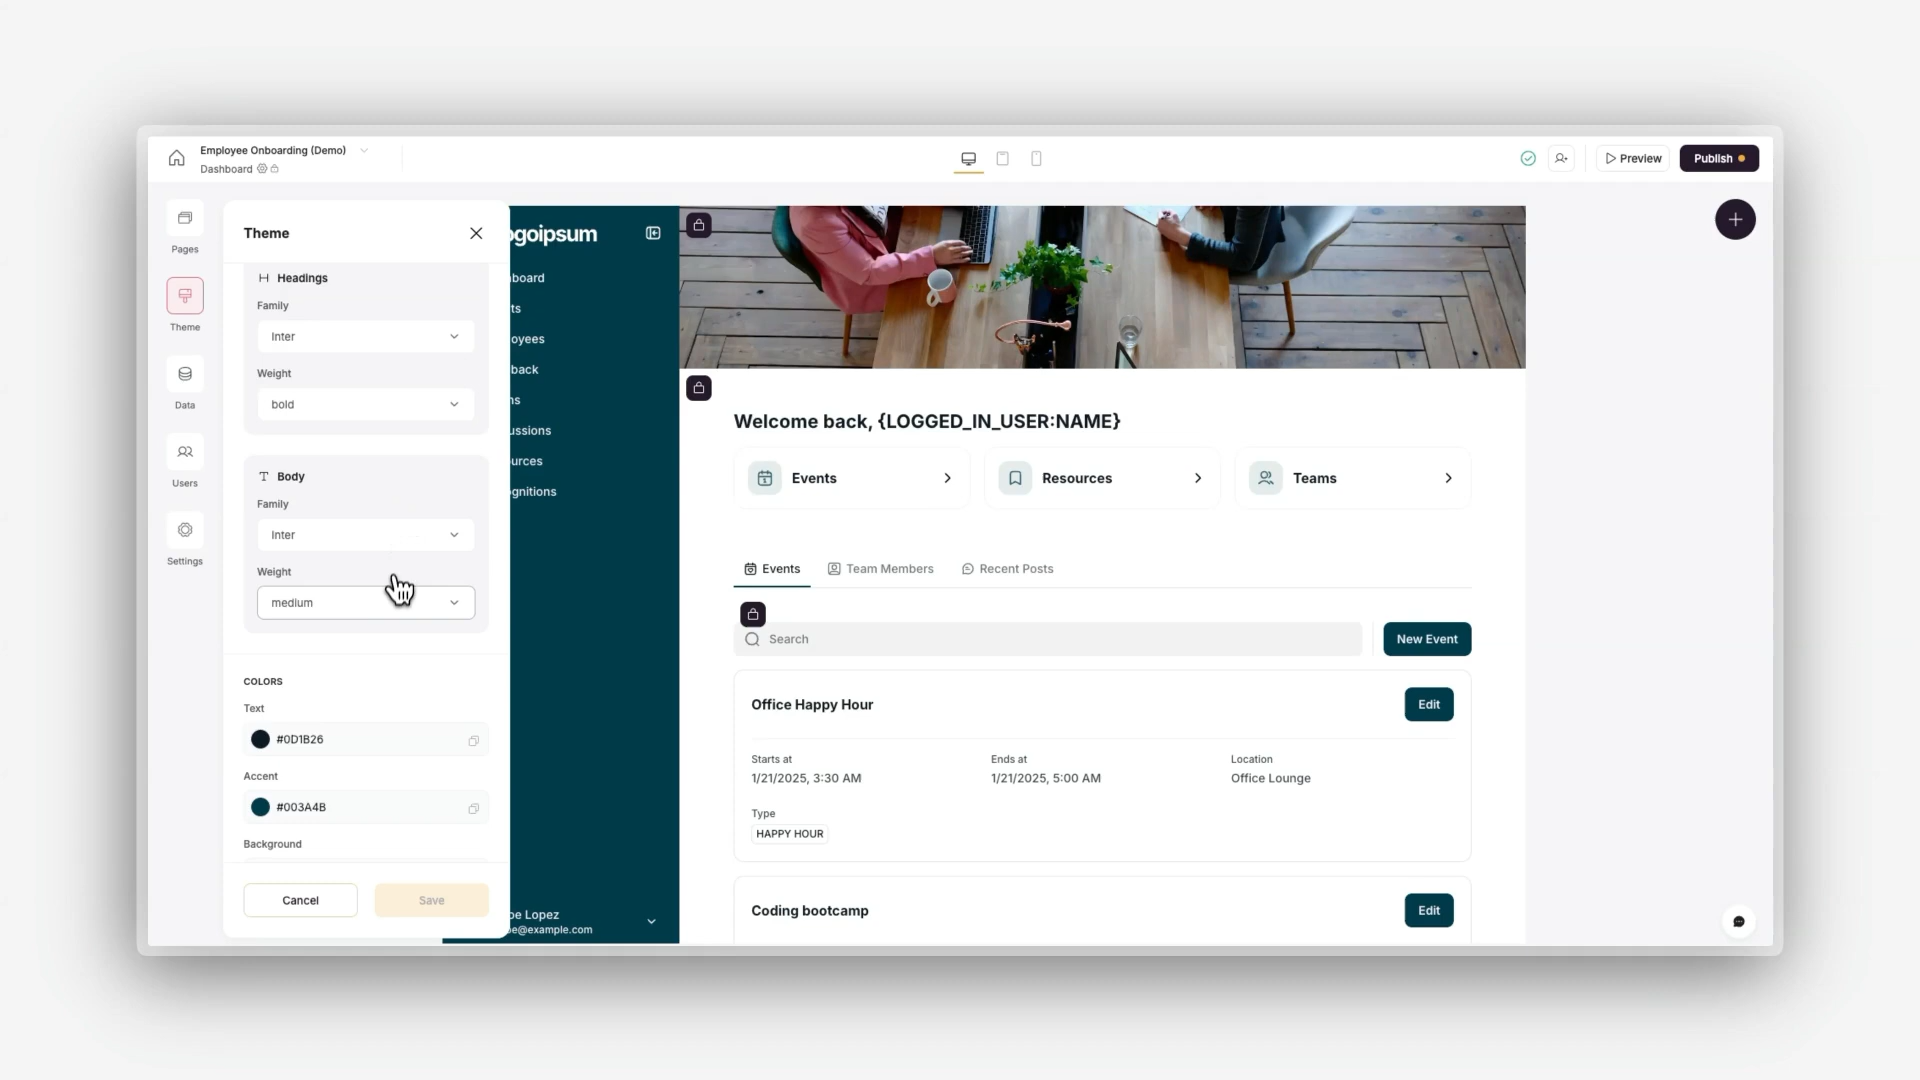 Employee Onboarding (Demo)
Dashboard
Preview
Publish
Pages
Theme
Data
Users
Settings
Theme
Headings
Family
Inter
Weight
bold
Body
Family
Inter
Weight
medium
COLORS
Text
#0D1B26
Accent
#003A4B
Background
Cancel
Save
ogoipsum
board
ts
oyees
back
ns
ussions
urces
ognitions
be Lopez
be@example.com
Welcome back, {LOGGED_IN_USER:NAME}
Events
Resources
Teams
Events
Team Members
Recent Posts
Search
New Event
Office Happy Hour
Edit
Starts at
Ends at
Location
1/21/2025, 3:30 AM
1/21/2025, 5:00 AM
Office Lounge
Type
HAPPY HOUR
Coding bootcamp
Edit